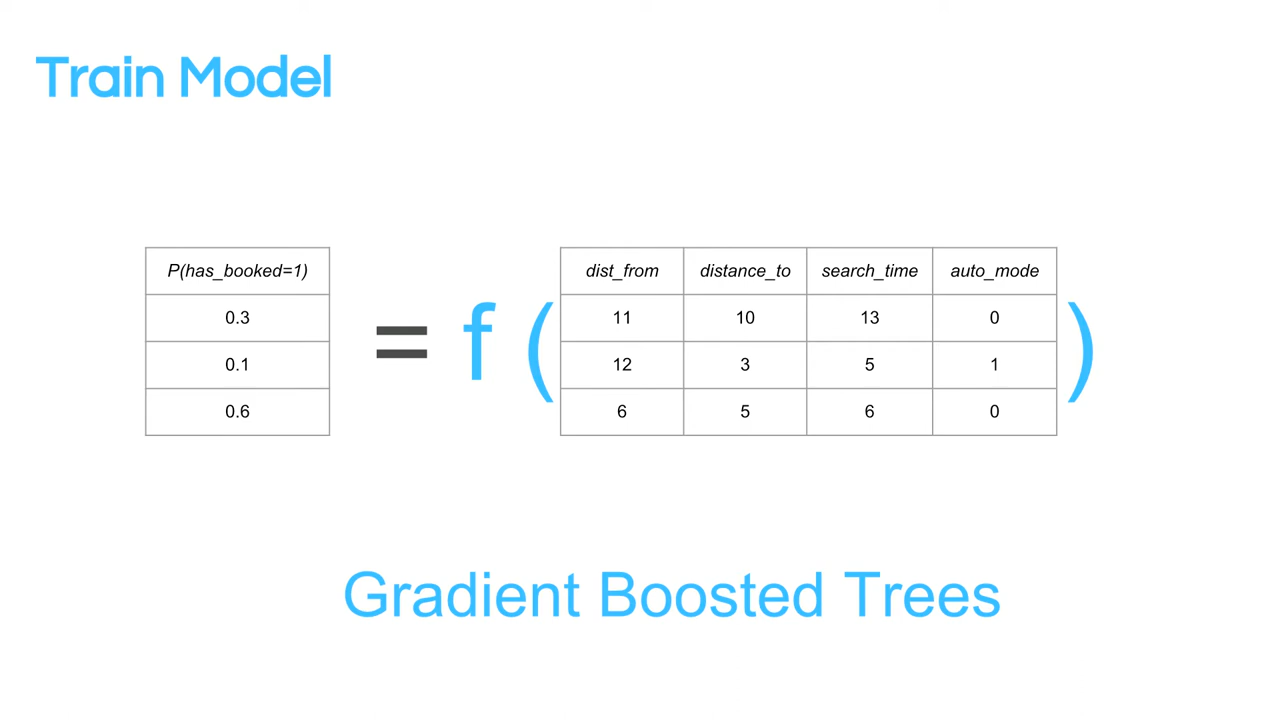 Train Model
P(has_booked=1)
0.3
0.1
0.6
= f (
dist_from distance_to search_time auto_mode
11 10 13 0
12 3 5 1
6 5 6 0
)
Gradient Boosted Trees